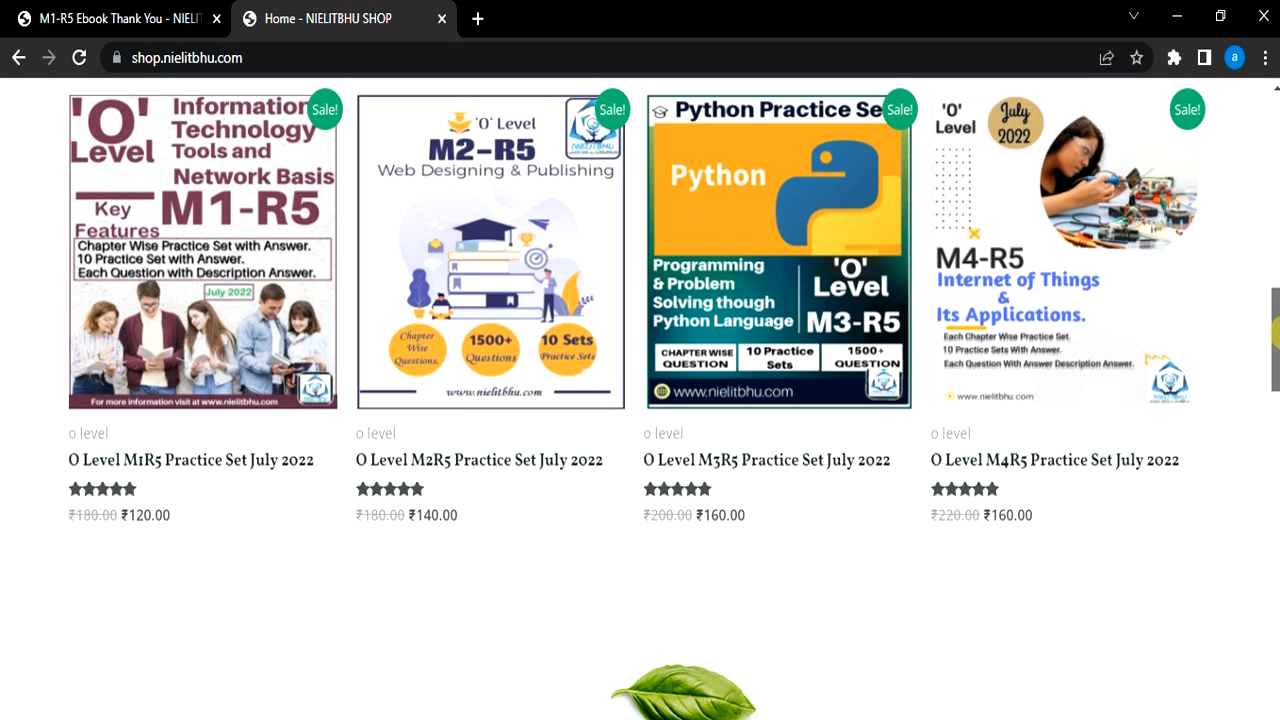 M1-R5 Ebook Thank You - NIELIT
Home - NIELITBHU SHOP
shop.nielitbhu.com
a
'O'
Level
Information
Technology
Tools and
Network Basis
Key
Features
M1-R5
Chapter Wise Practice Set with Answer.
10 Practice Set with Answer.
Each Question with Description Answer.
July 2022
For more information visit at www.nielitbhu.com
Sale!
'O' Level
M2-R5
Web Designing & Publishing
NIELITBHU
Chapter
Wise
Questions.
1500+
Questions
10 Sets
Practice Sets
www.nielitbhu.com
Sale!
Python Practice Se
Python
Programming
& Problem
Solving though
Python Language
'O'
Level
M3-R5
CHAPTER WISE
QUESTION
10 Practice
Sets
1500+
QUESTION
www.nielitbhu.com
Sale!
'O'
Level
July
2022
M4-R5
Internet of Things
&
Its Applications.
Each Chapter Wise Practice Set.
10 Practice Sets With Answer.
Each Question With Answer Description Answer.
www.nielitbhu.com
Sale!
o level
O Level M1R5 Practice Set July 2022
₹180.00 ₹120.00
o level
O Level M2R5 Practice Set July 2022
₹180.00 ₹140.00
o level
O Level M3R5 Practice Set July 2022
₹200.00 ₹160.00
o level
O Level M4R5 Practice Set July 2022
₹220.00 ₹160.00